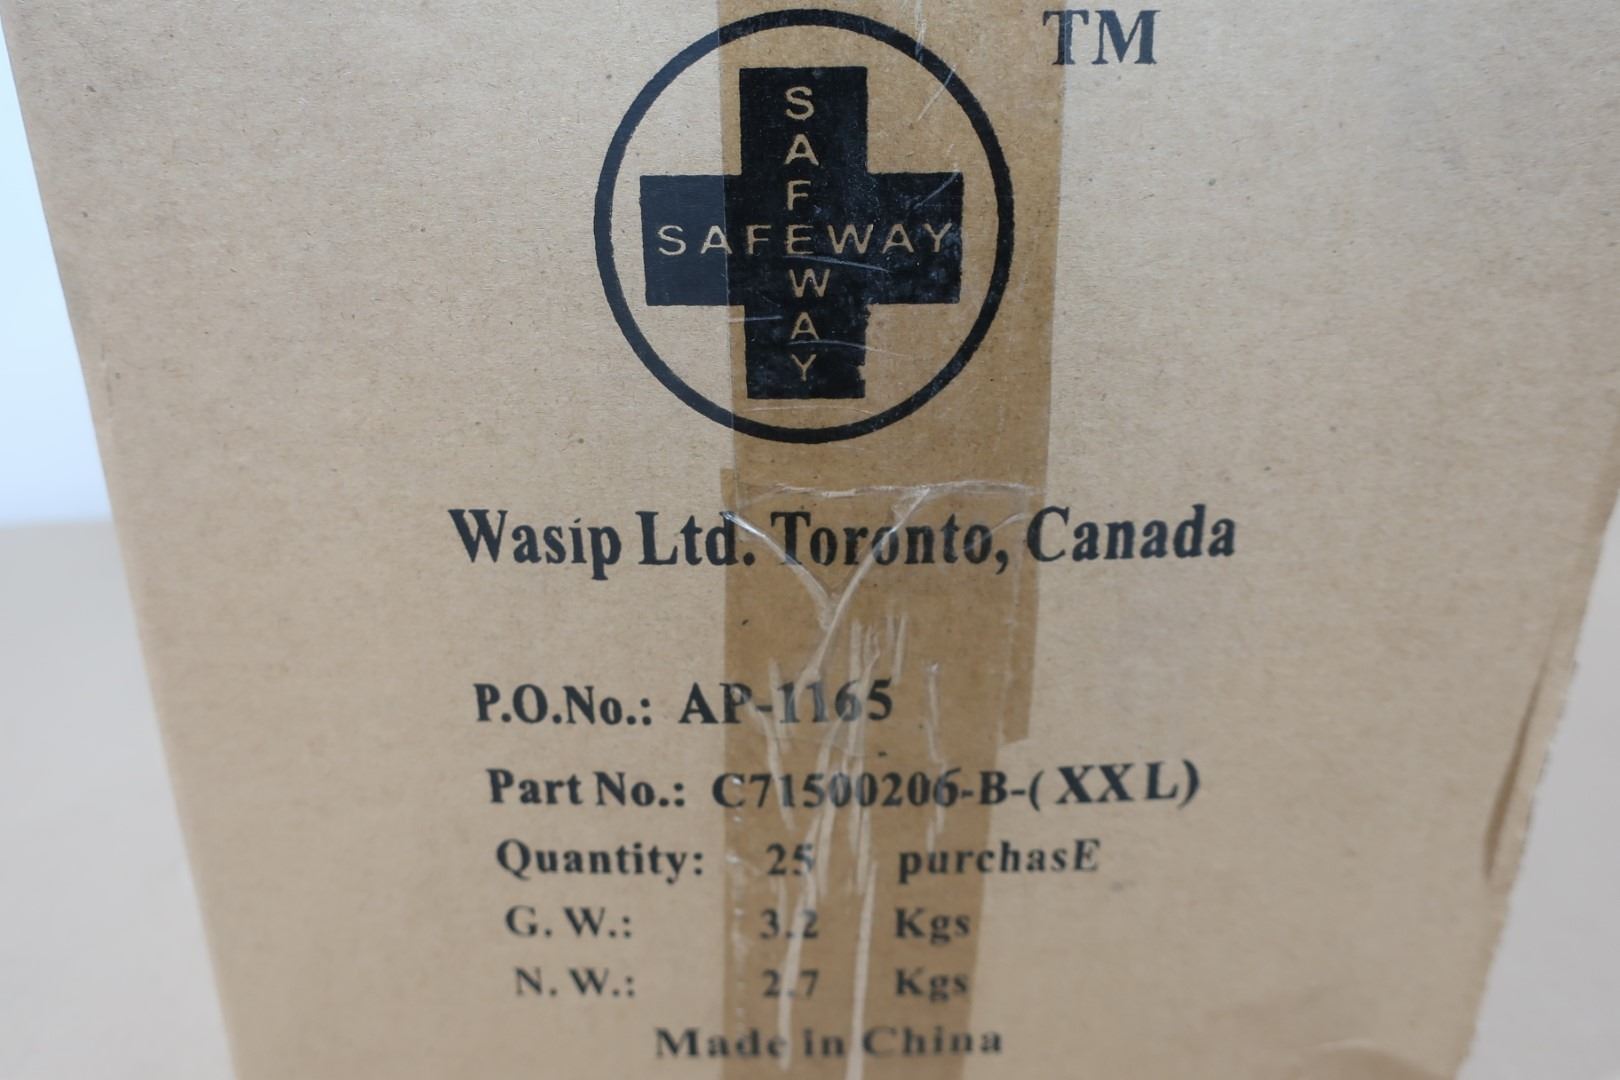 TM
SAFEWAY
SAFEWAY
Wasip Ltd. Toronto, Canada
P.O.No.: AP-1165
Part No.: C71500206-B-(XXL)
Quantity: 25 purchasE
G. W.: 3.2 Kgs
N. W.: 2.7 Kgs
Made in China